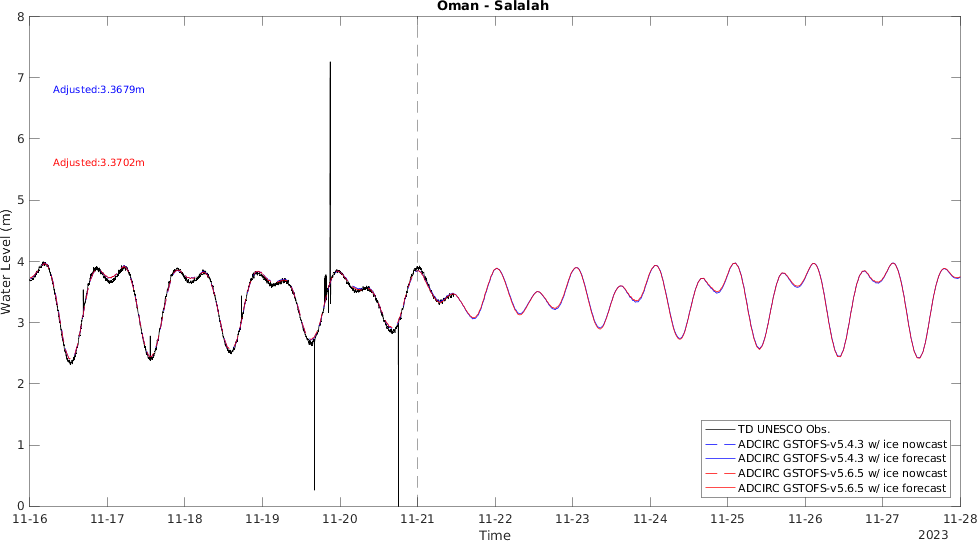 Oman - Salalah
8
7
6
5
4
3
2
1
0
Water Level (m)
Adjusted:3.3679m
Adjusted:3.3702m
TD UNESCO Obs.
ADCIRC GSTOFS-v5.4.3 w/ ice nowcast
ADCIRC GSTOFS-v5.4.3 w/ ice forecast
ADCIRC GSTOFS-v5.6.5 w/ ice nowcast
ADCIRC GSTOFS-v5.6.5 w/ ice forecast
11-16 11-17 11-18 11-19 11-20 11-21 11-22 11-23 11-24 11-25 11-26 11-27 11-28
Time
2023